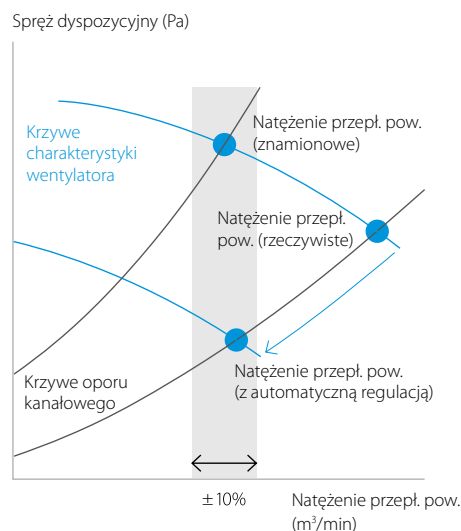 Spręż dyspozycyjny (Pa)
Krzywe
charakterystyki
wentylatora
Natężenie przepł. pow.
(znamionowe)
Natężenie przepł.
pow. (rzeczywiste)
Krzywe oporu
kanałowego
Natężenie przepł. pow.
(z automatyczną regulacją)
±10%
Natężenie przepł. pow.
(m³/min)